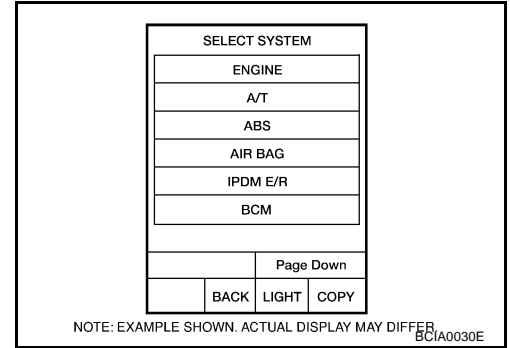 SELECT SYSTEM
ENGINE
A/T
ABS
AIR BAG
IPDM E/R
BCM
Page Down
BACK LIGHT COPY
NOTE: EXAMPLE SHOWN. ACTUAL DISPLAY MAY DIFFER.
BCIA0030E